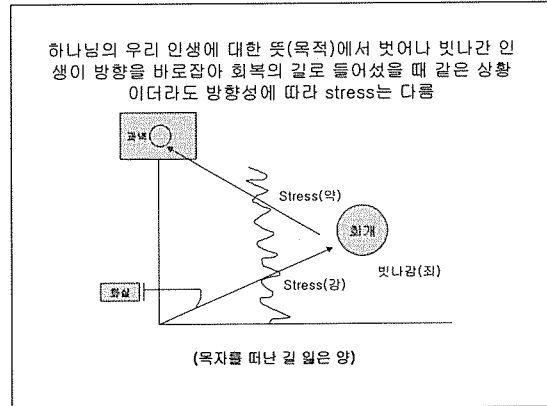 하나님의 우리 인생에 대한 뜻(목적)에서 벗어나 빗나간 인
생이 방향을 바로잡아 회복의 길로 들어섰을 때 같은 상황
이더라도 방향성에 따라 stress는 다름
과녁
Stress(약)
회개
빗나감(죄)
Stress(강)
화살
(목자를 떠난 길 잃은 양)